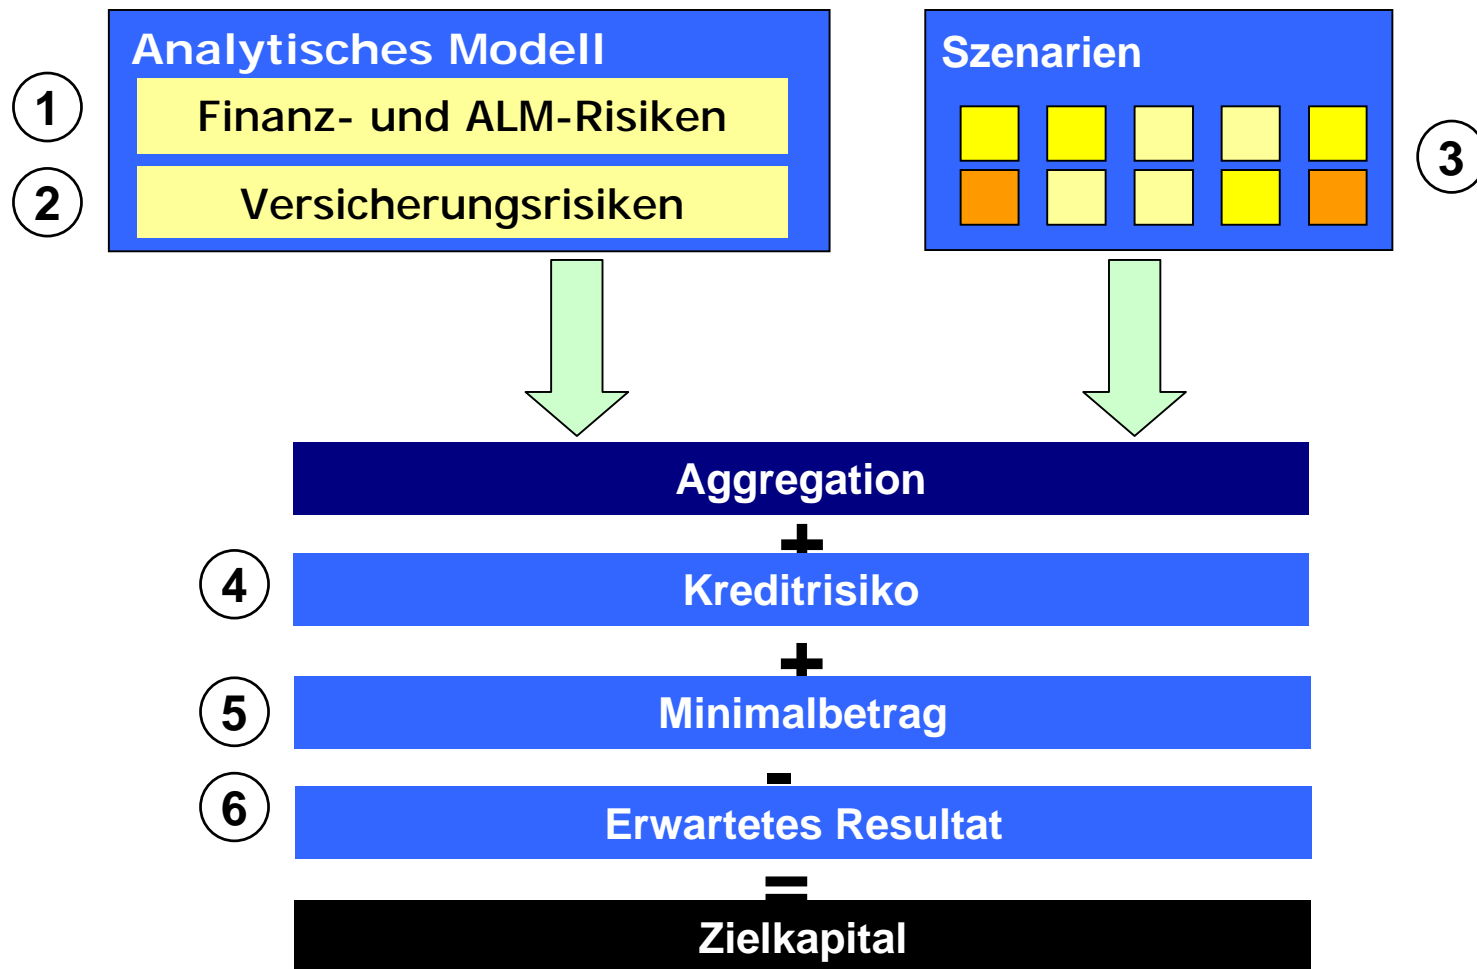 Analytisches Modell
1
Finanz- und ALM-Risiken
2
Versicherungsrisiken
Szenarien
3
Aggregation
+
4
Kreditrisiko
+
5
Minimalbetrag
-
6
Erwartetes Resultat
=
Zielkapital